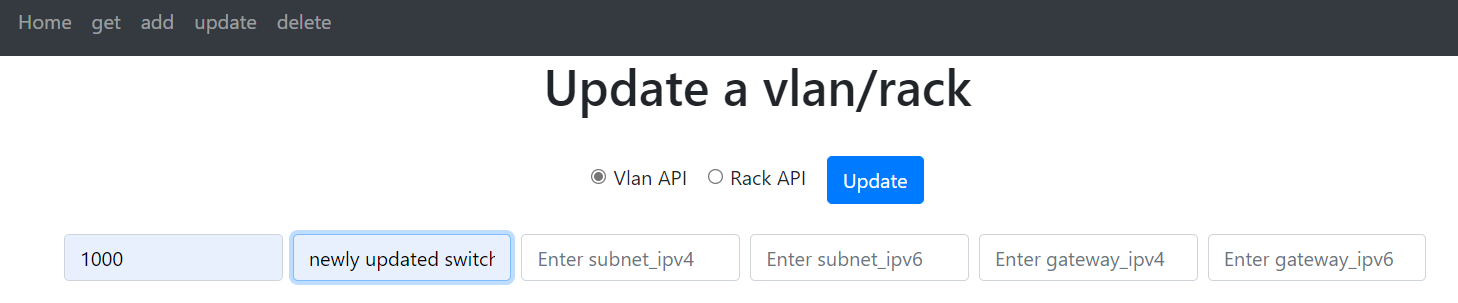 Home get add update delete
Update a vlan/rack
Vlan API Rack API Update
1000 newly updated switch Enter subnet_ipv4 Enter subnet_ipv6 Enter gateway_ipv4 Enter gateway_ipv6